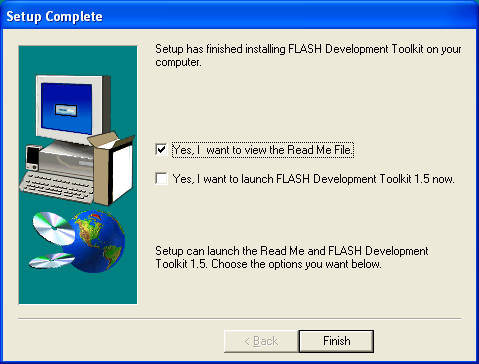 Setup Complete
Setup has finished installing FLASH Development Toolkit on your
computer.
Yes, I  want to view the Read Me File.
Yes, I want to launch FLASH Development Toolkit 1.5 now.
Setup can launch the Read Me and FLASH Development
Toolkit 1.5. Choose the options you want below.
< Back
Finish